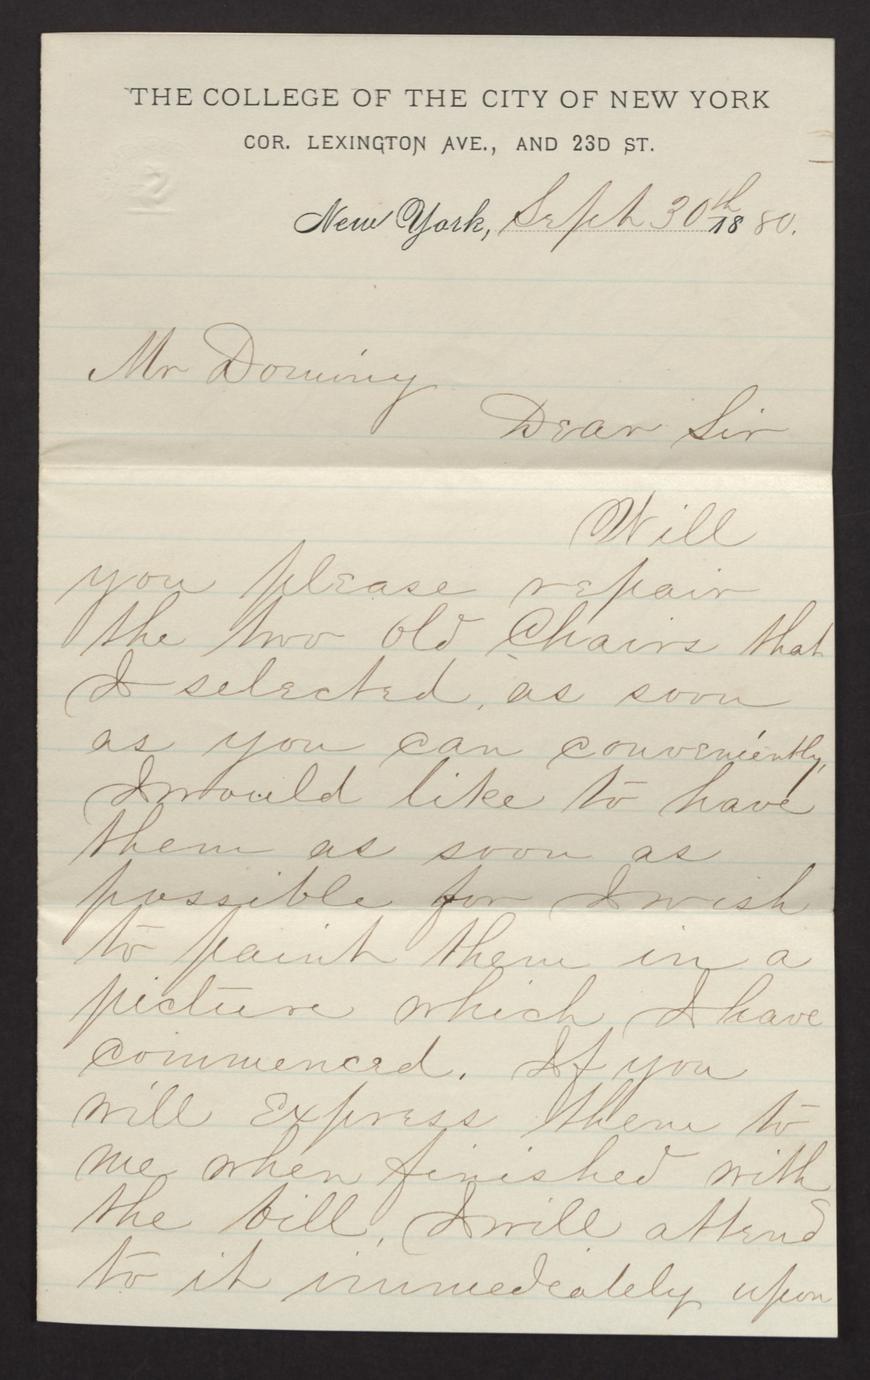 THE COLLEGE OF THE CITY OF NEW YORK
COR. LEXINGTON AVE., AND 23D ST.
New York, Sept 30th 1880.
Mr Dominy
Dear Sir
Will
you please repair
the two old Chairs that
I selected, as soon
as you can conveniently,
I would like to have
them as soon as
possible for I wish
to paint them in a
picture which I have
commenced. If you
will Express them to
me when finished with
the bill, I will attend
to it immediately upon